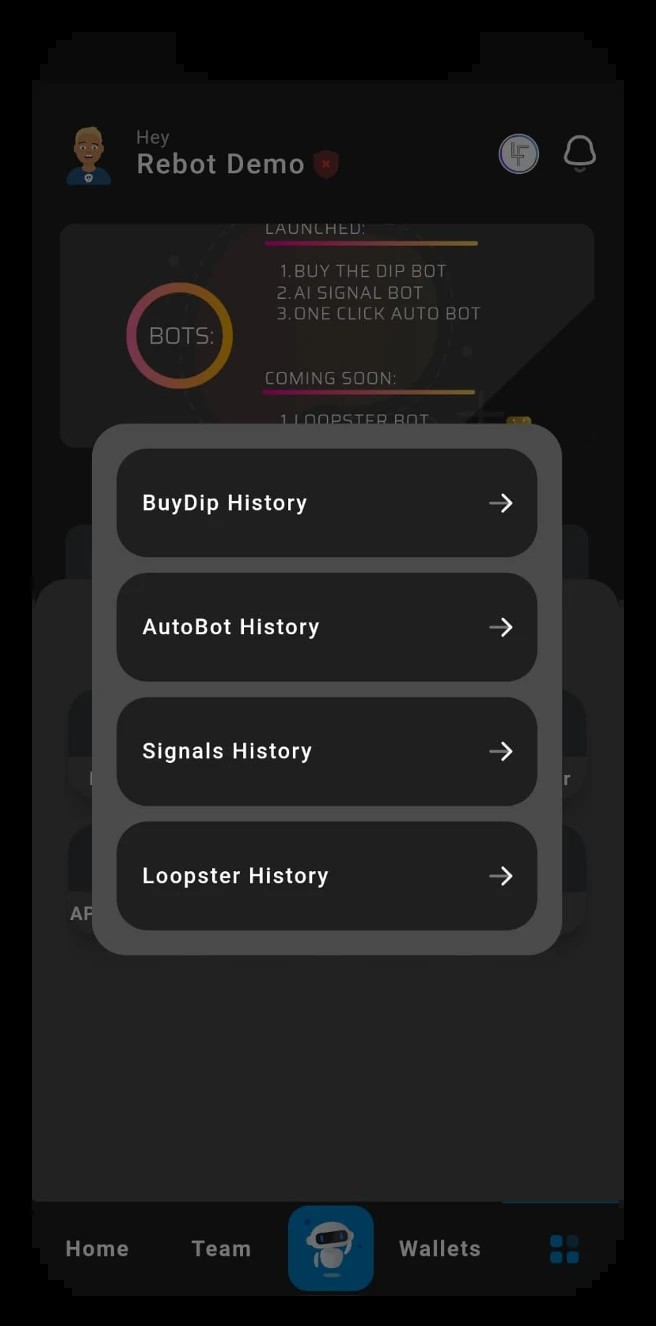 Hey
Rebot Demo
LAUNCHED:
1.BUY THE DIP BOT
2.AI SIGNAL BOT
3.ONE CLICK AUTO BOT
BOTS:
COMING SOON:
1.LOOPSTER BOT
BuyDip History
AutoBot History
Signals History
Loopster History
r
AP
Home
Team
Wallets